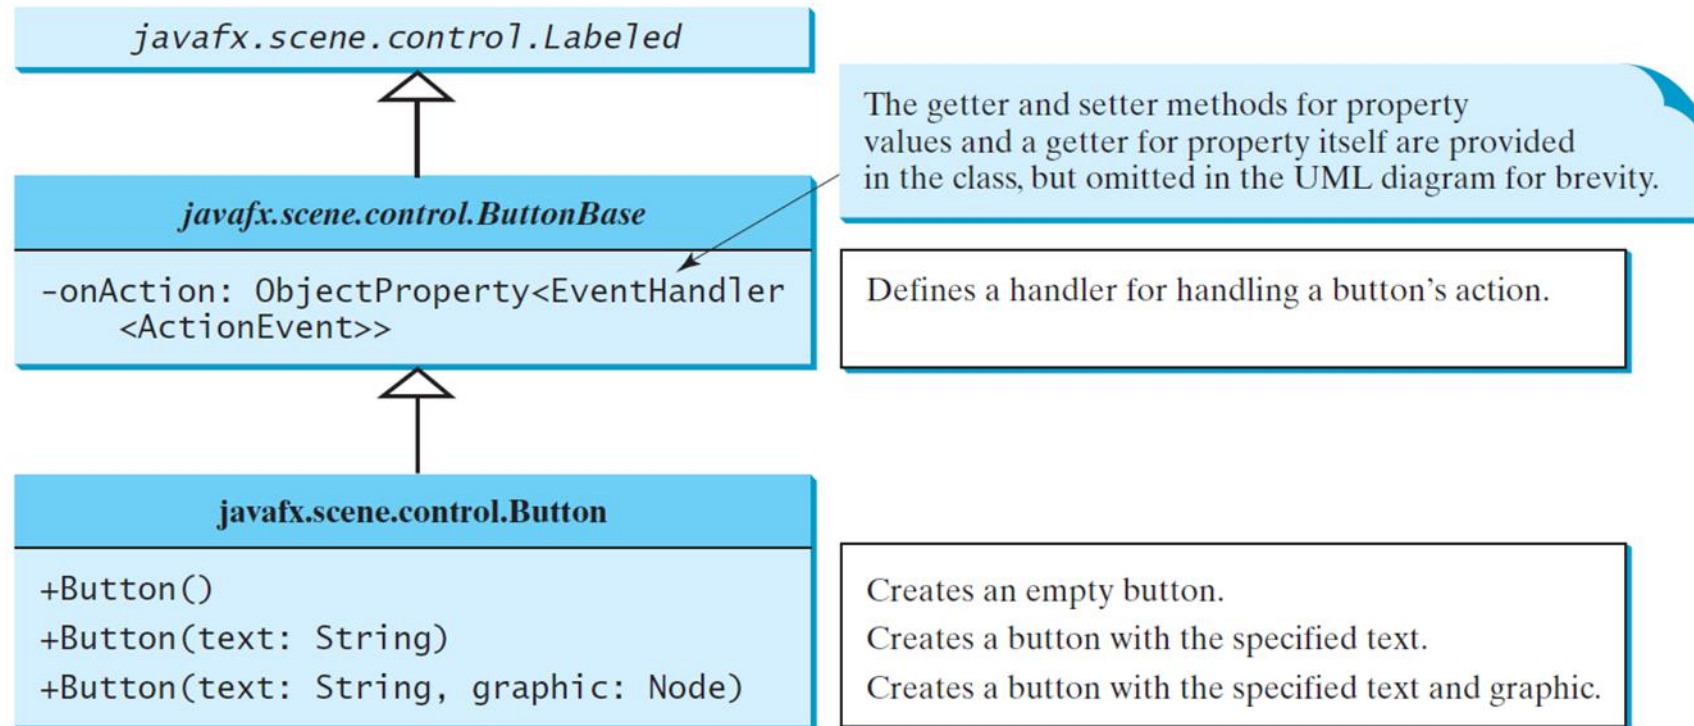 javafx.scene.control.Labeled
The getter and setter methods for property
values and a getter for property itself are provided
in the class, but omitted in the UML diagram for brevity.
javafx.scene.control.ButtonBase
-onAction: ObjectProperty<EventHandler
<ActionEvent>>
Defines a handler for handling a button’s action.
javafx.scene.control.Button
+Button()
Creates an empty button.
+Button(text: String)
Creates a button with the specified text.
+Button(text: String, graphic: Node)
Creates a button with the specified text and graphic.